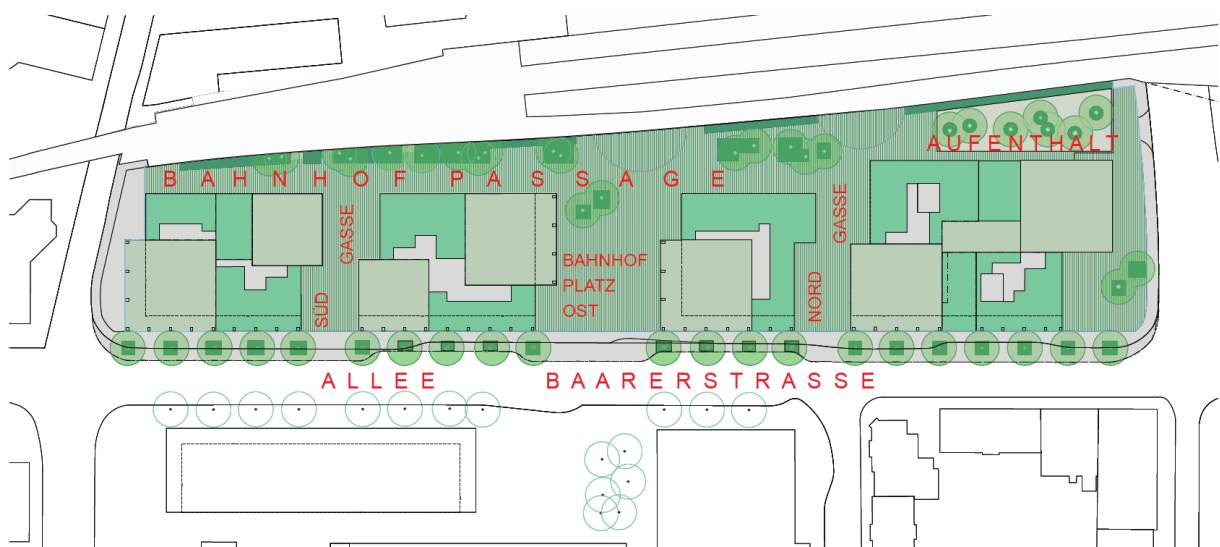 AUFENTHALT
BAHNHOF PASSAGE
SÜD GASSE
BAHNHOF
PLATZ
OST
NORD GASSE
ALLEE BAARERSTRASSE